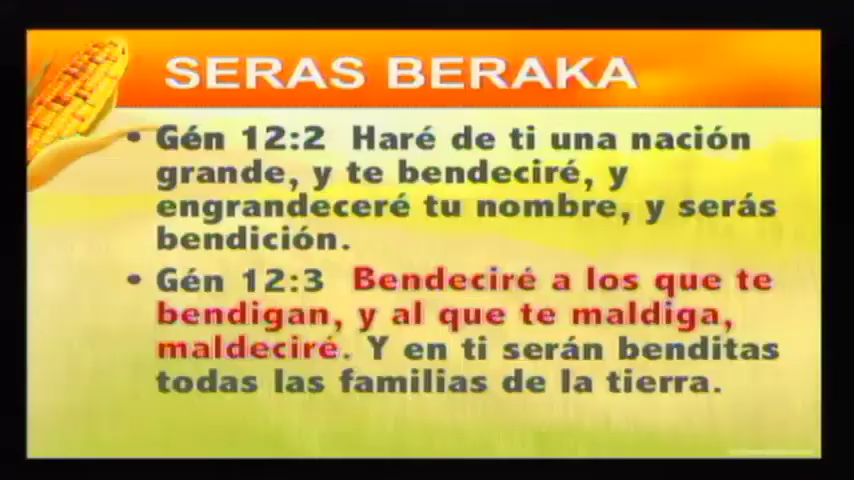 SERAS BERAKA
• Gén 12:2 Haré de ti una nación
grande, y te bendeciré, y
engrandeceré tu nombre, y serás
bendición.
• Gén 12:3 Bendeciré a los que te
bendigan, y al que te maldiga,
maldeciré. Y en ti serán benditas
todas las familias de la tierra.